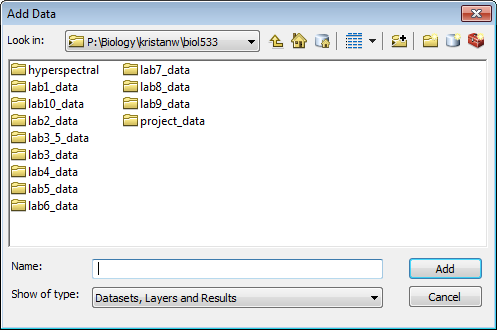 Add Data
Look in: P:\Biology\kristanw\biol533
hyperspectral
lab1_data
lab10_data
lab2_data
lab3_5_data
lab3_data
lab4_data
lab5_data
lab6_data
lab7_data
lab8_data
lab9_data
project_data
Name:
Add
Show of type: Datasets, Layers and Results
Cancel